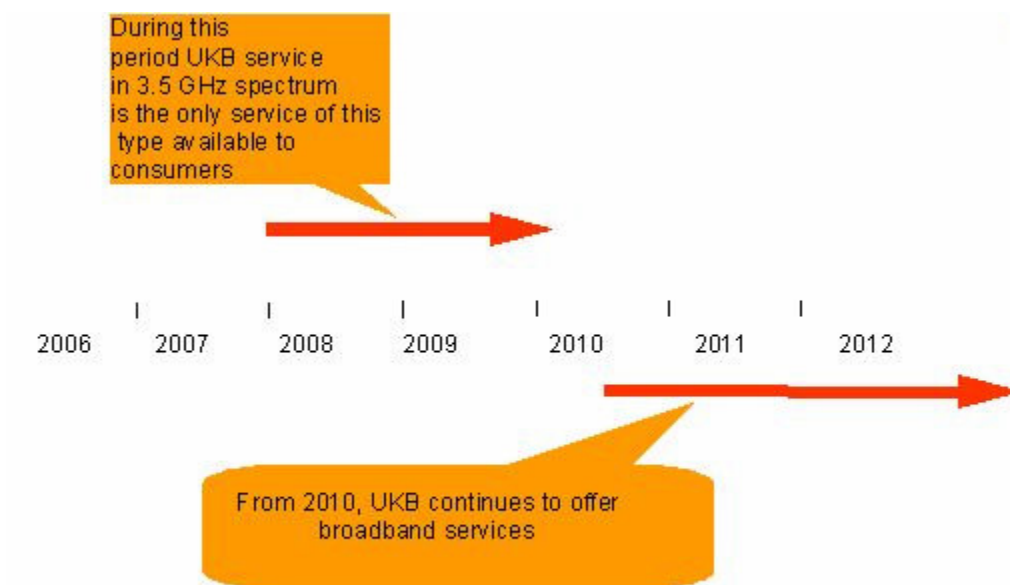 During this
period UKB service
in 3.5 GHz spectrum
is the only service of this
type available to
consumers
2006 2007 2008 2009 2010 2011 2012
From 2010, UKB continues to offer
broadband services